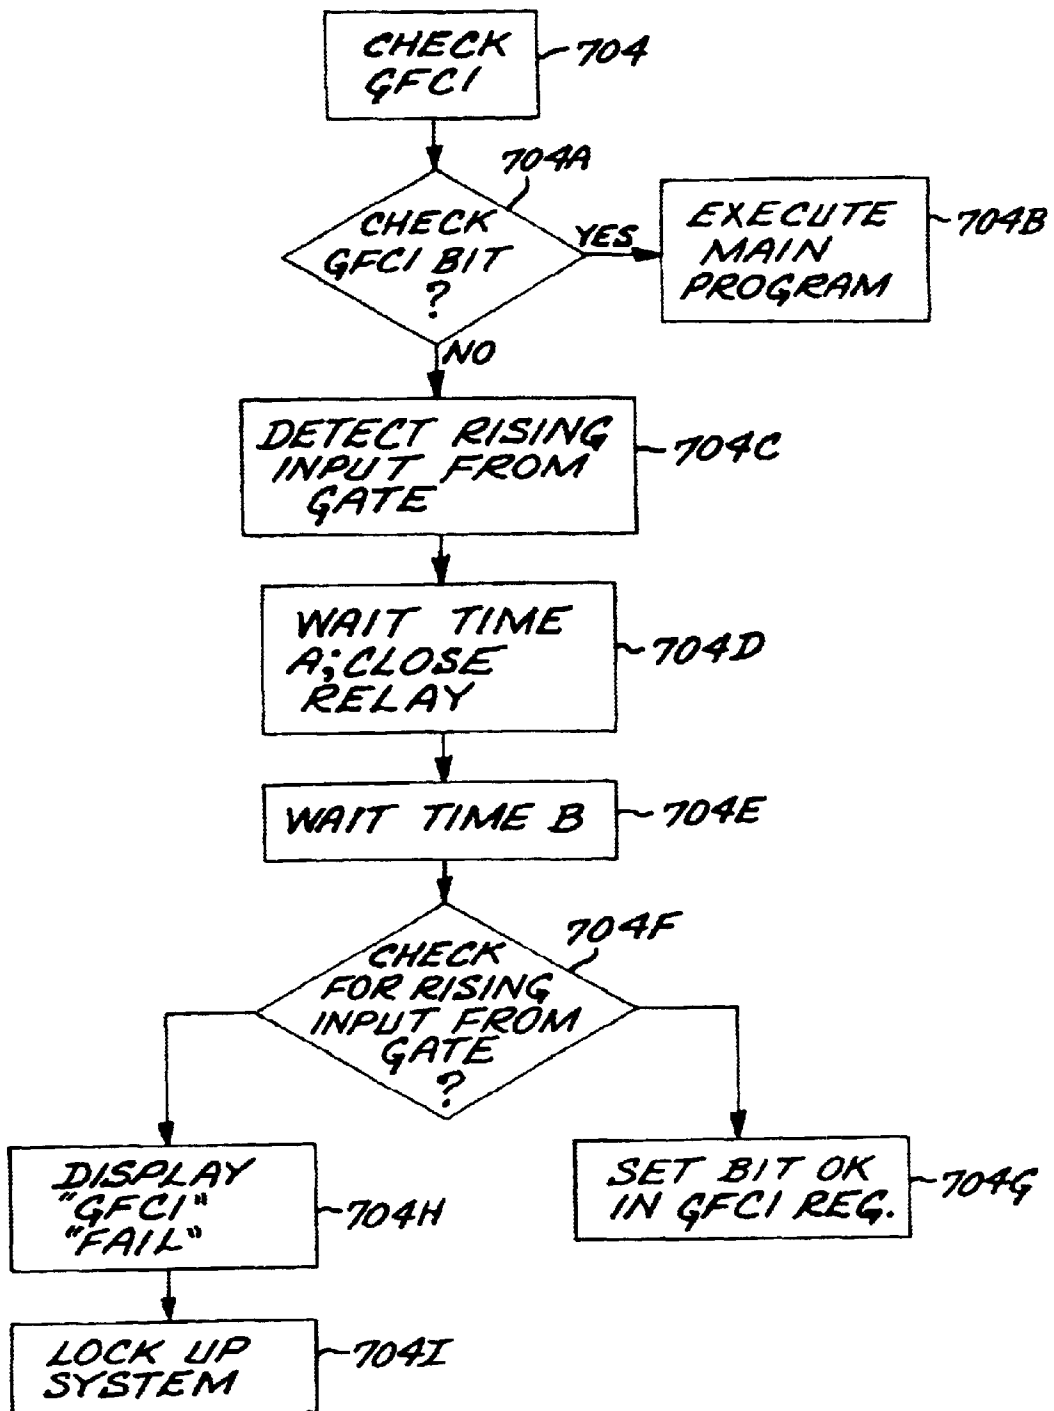 CHECK
GFCI
704
704A
CHECK
GFCI BIT
?
YES
EXECUTE
MAIN
PROGRAM
704B
NO
DETECT RISING
INPUT FROM
GATE
704C
WAIT TIME
A; CLOSE
RELAY
704D
WAIT TIME B
704E
704F
CHECK
FOR RISING
INPUT FROM
GATE
?
DISPLAY
"GFCI"
"FAIL"
704H
SET BIT OK
IN GFCI REG.
704G
LOCK UP
SYSTEM
704I